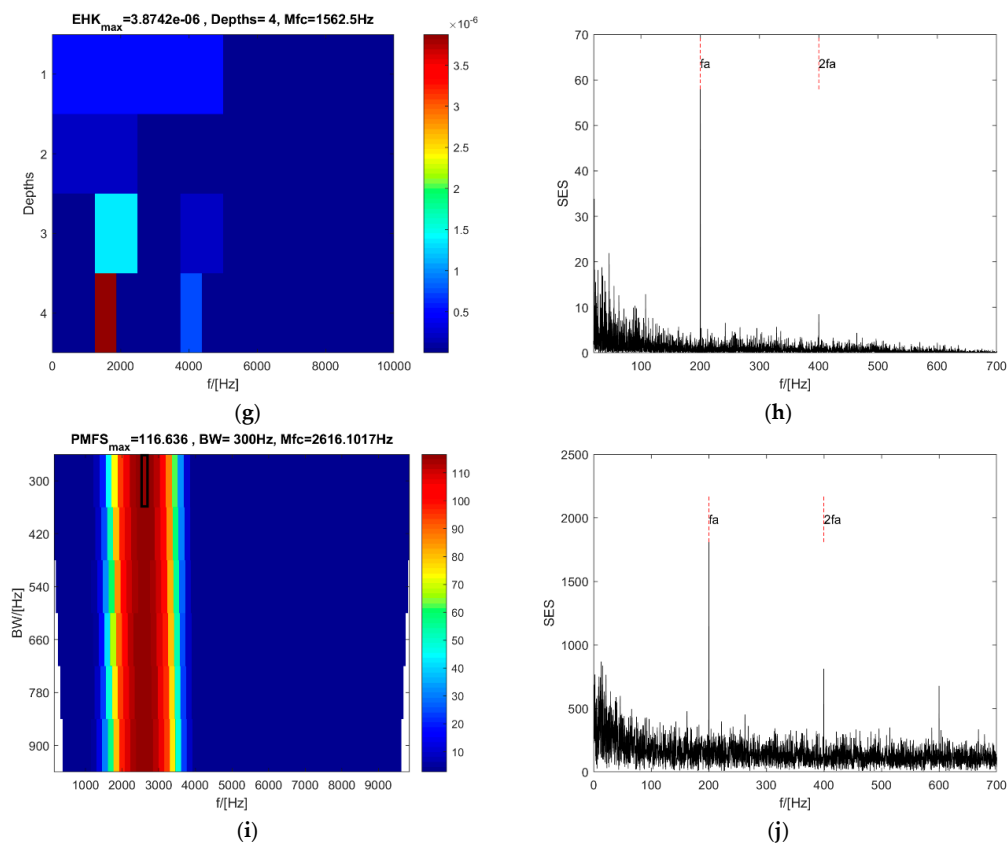 EHKmax=3.8742e-06 , Depths= 4, Mfc=1562.5Hz
×10-6
3.5
3
2.5
2
1.5
1
0.5
Depths
1
2
3
4
0 2000 4000 6000 8000 10000
f/[Hz]
(g)
SES
70
60
50
40
30
20
10
0
fa 2fa
100 200 300 400 500 600 700
f/[Hz]
(h)
PMFSmax=116.636 , BW= 300Hz, Mfc=2616.1017Hz
BW/[Hz]
300
420
540
660
780
900
110
100
90
80
70
60
50
40
30
20
10
1000 2000 3000 4000 5000 6000 7000 8000 9000
f/[Hz]
(i)
SES
2500
2000
1500
1000
500
0
fa 2fa
0 100 200 300 400 500 600 700
f/[Hz]
(j)